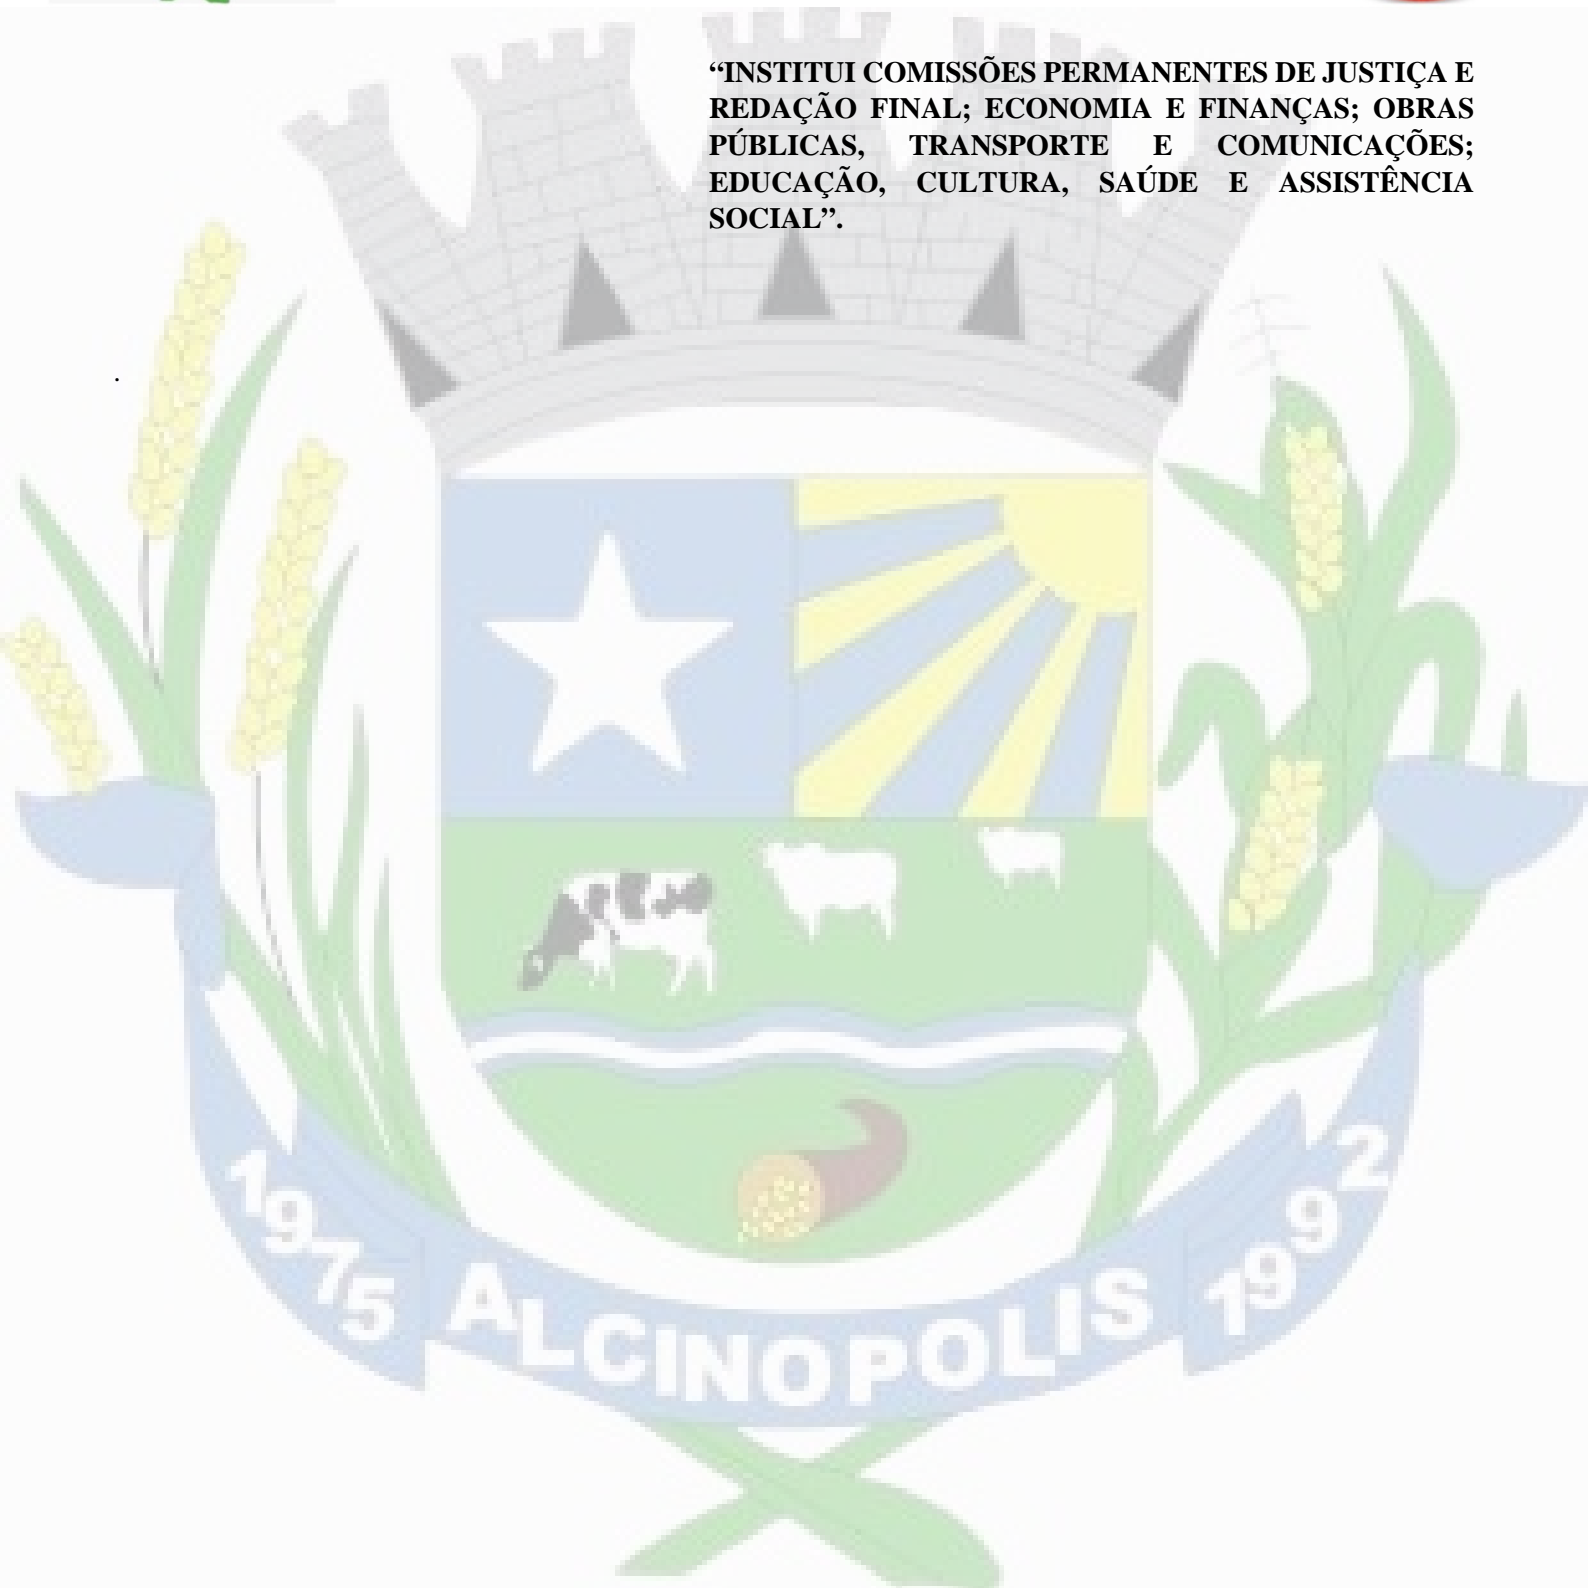 “INSTITUI COMISSÕES PERMANENTES DE JUSTIÇA E
REDAÇÃO FINAL; ECONOMIA E FINANÇAS; OBRAS
PÚBLICAS, TRANSPORTE E COMUNICAÇÕES;
EDUCAÇÃO, CULTURA, SAÚDE E ASSISTÊNCIA
SOCIAL”.
.
1975 ALCINOPOLIS 1992